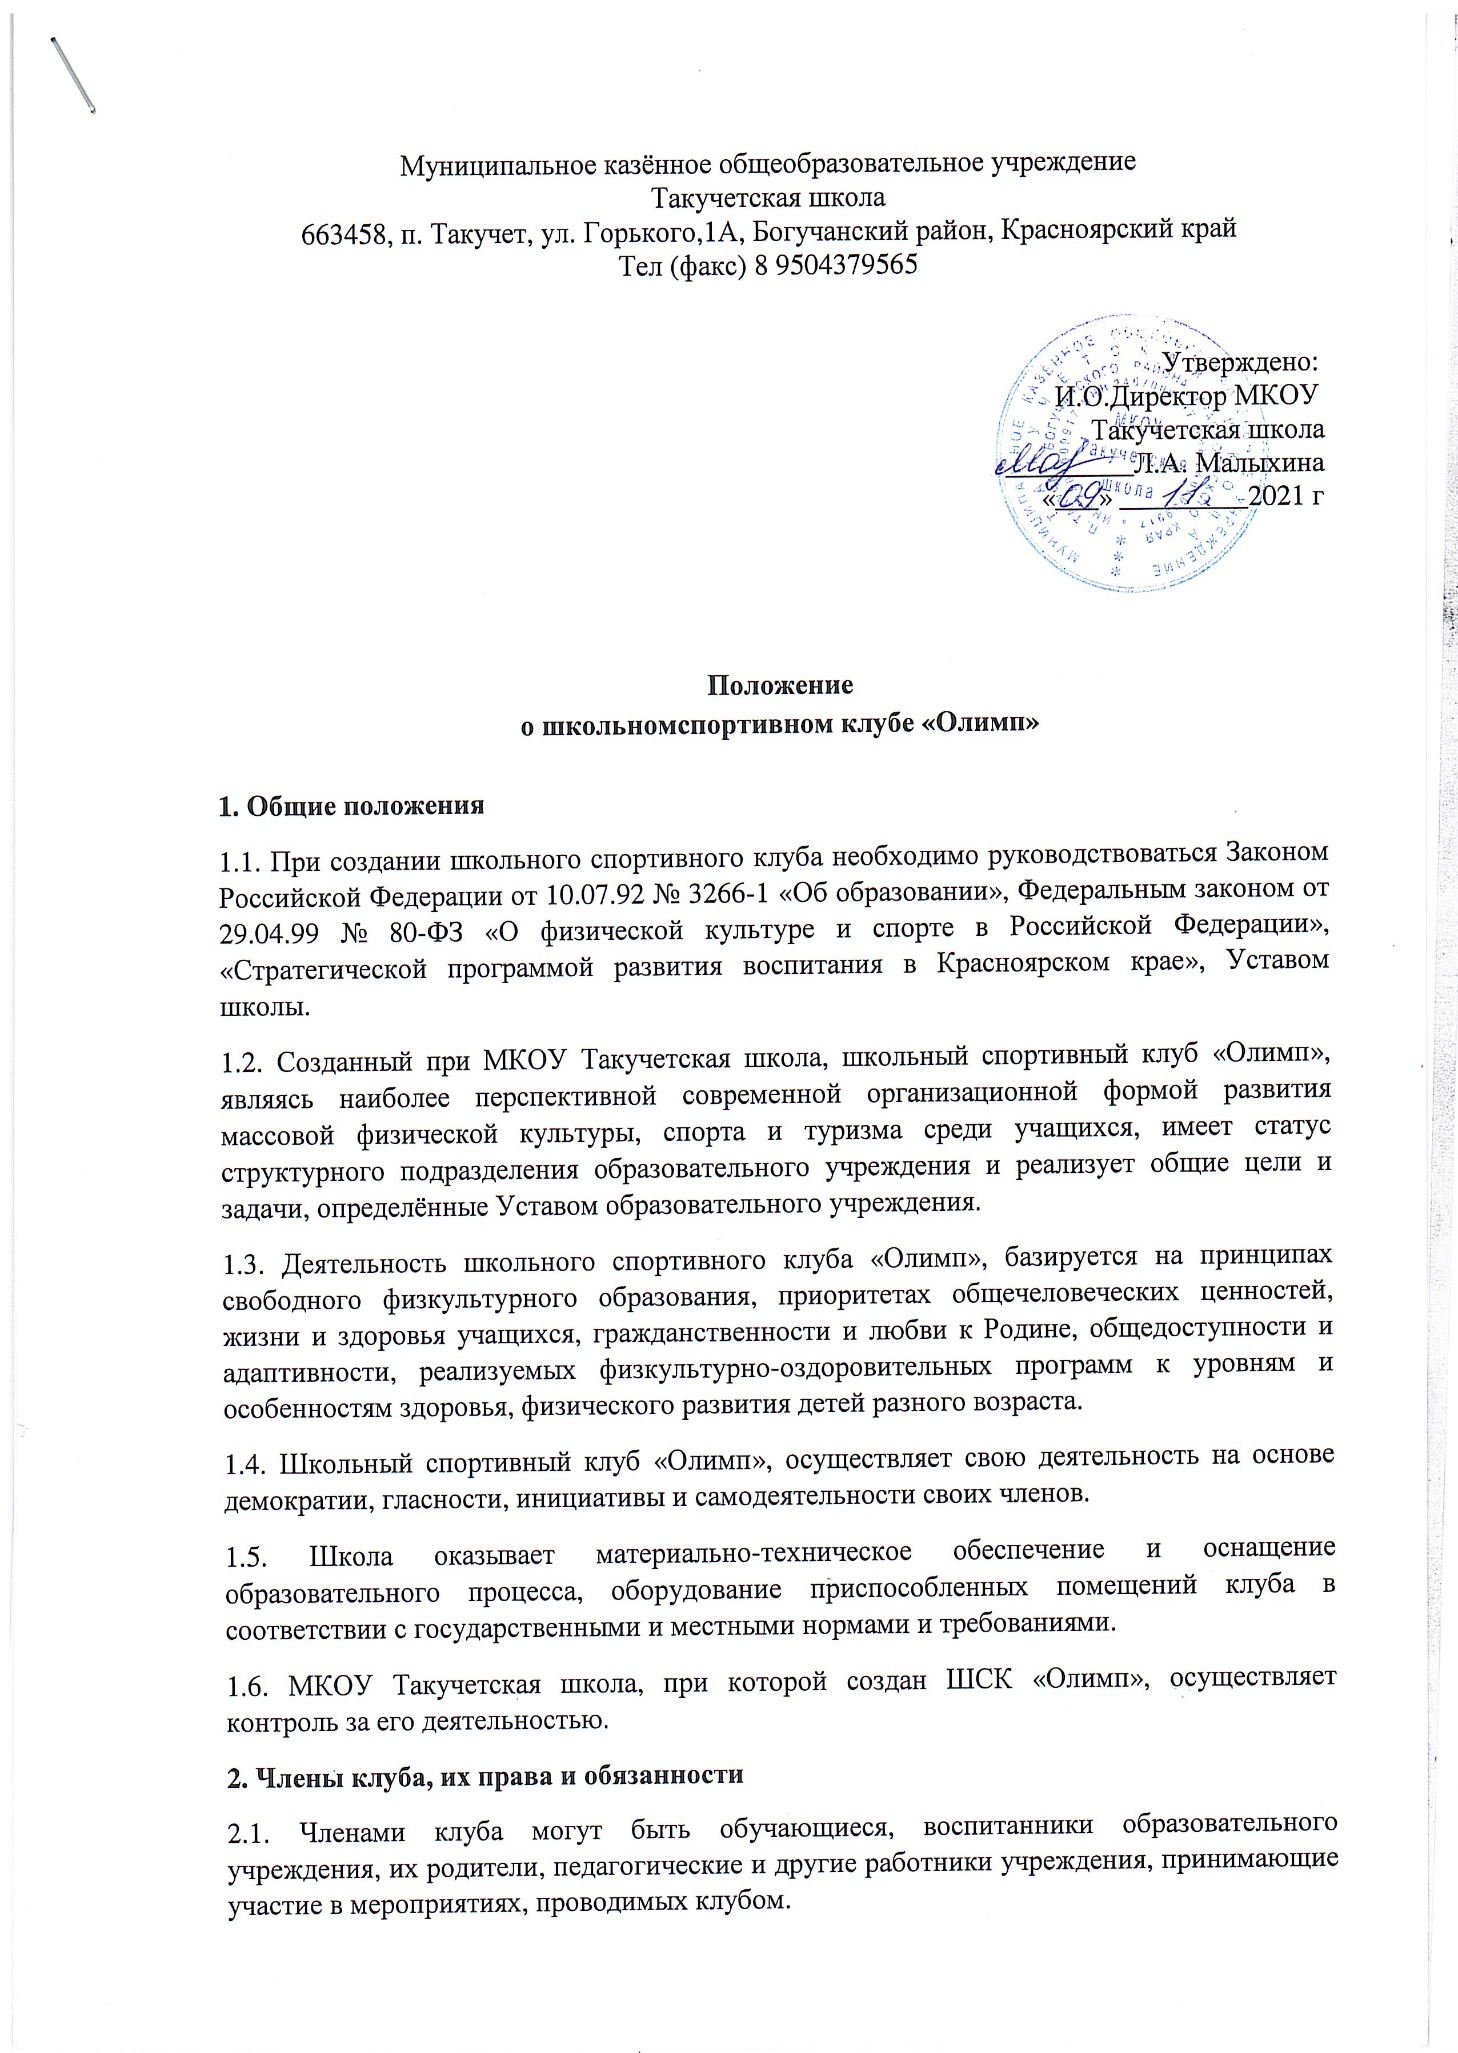 Муниципальное казённое общеобразовательное учреждение
Такучетская школа
663458, п. Такучет, ул. Горького,1А, Богучанский район, Красноярский край
Тел (факс) 8 9504379565
Утверждено:
И.О.Директор МКОУ
Такучетская школа
Л.А. Малыхина
«09» 2021 г
МКОУ
Такучетская
школа
Положение
о школьномспортивном клубе «Олимп»
1. Общие положения
1.1. При создании школьного спортивного клуба необходимо руководствоваться Законом
Российской Федерации от 10.07.92 № 3266-1 «Об образовании», Федеральным законом от
29.04.99 № 80-ФЗ «О физической культуре и спорте в Российской Федерации»,
«Стратегической программой развития воспитания в Красноярском крае», Уставом
школы.
1.2. Созданный при МКОУ Такучетская школа, школьный спортивный клуб «Олимп»,
являясь наиболее перспективной современной организационной формой развития
массовой физической культуры, спорта и туризма среди учащихся, имеет статус
структурного подразделения образовательного учреждения и реализует общие цели и
задачи, определённые Уставом образовательного учреждения.
1.3. Деятельность школьного спортивного клуба «Олимп», базируется на принципах
свободного физкультурного образования, приоритетах общечеловеческих ценностей,
жизни и здоровья учащихся, гражданственности и любви к Родине, общедоступности и
адаптивности, реализуемых физкультурно-оздоровительных программ к уровням и
особенностям здоровья, физического развития детей разного возраста.
1.4. Школьный спортивный клуб «Олимп», осуществляет свою деятельность на основе
демократии, гласности, инициативы и самодеятельности своих членов.
1.5. Школа оказывает материально-техническое обеспечение и оснащение
образовательного процесса, оборудование приспособленных помещений клуба в
соответствии с государственными и местными нормами и требованиями.
1.6. МКОУ Такучетская школа, при которой создан ШСК «Олимп», осуществляет
контроль за его деятельностью.
2. Члены клуба, их права и обязанности
2.1. Членами клуба могут быть обучающиеся, воспитанники образовательного
учреждения, их родители, педагогические и другие работники учреждения, принимающие
участие в мероприятиях, проводимых клубом.